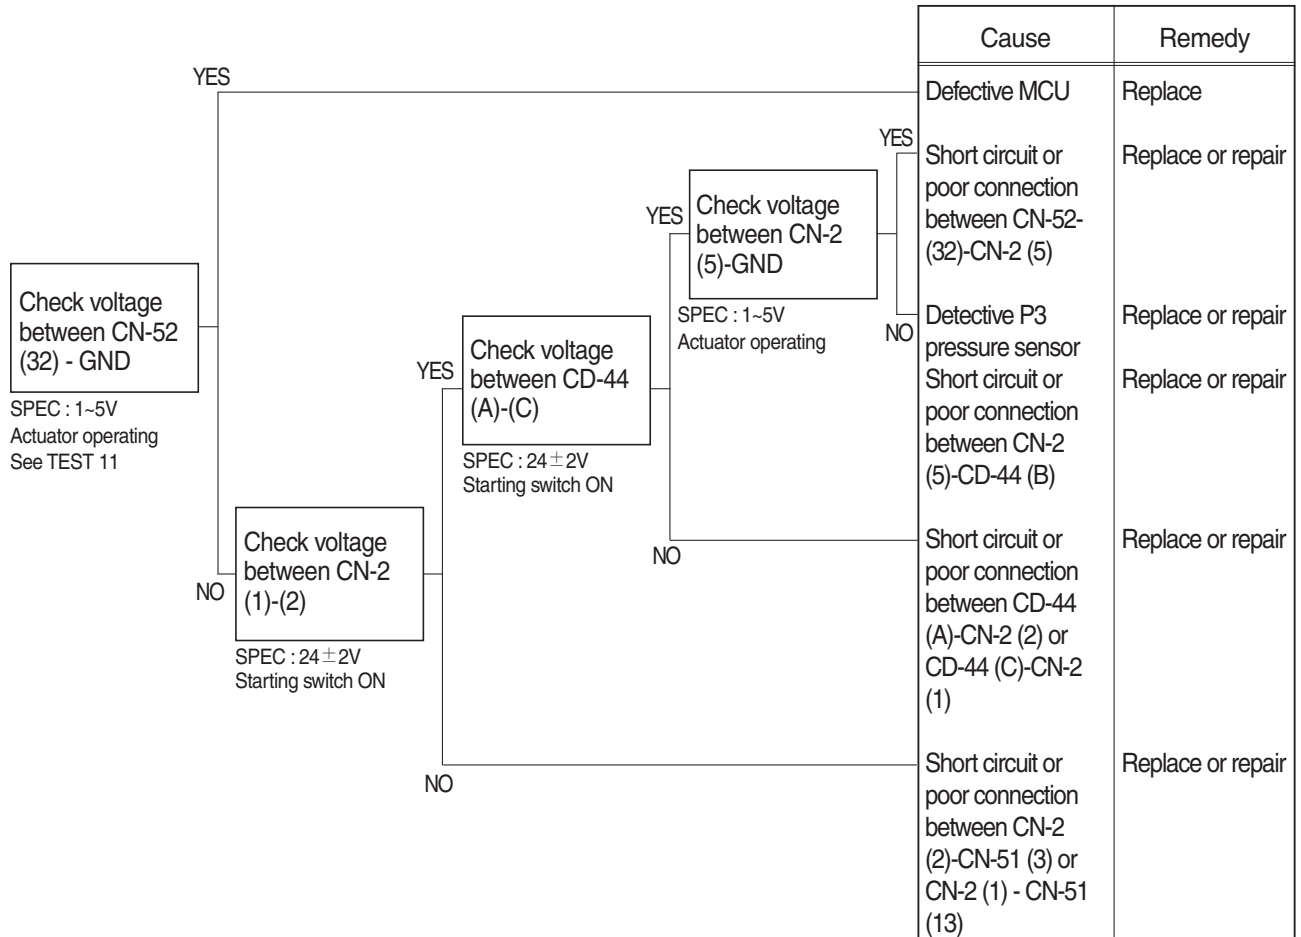 Cause
Remedy
YES
Defective MCU
Replace
YES
Short circuit or
poor connection
between CN-52-
(32)-CN-2 (5)
Replace or repair
YES
Check voltage
between CN-2
(5)-GND
SPEC : 1~5V
Actuator operating
NO
Detective P3
pressure sensor
Replace or repair
Short circuit or
poor connection
between CN-2
(5)-CD-44 (B)
Replace or repair
Check voltage
between CN-52
(32) - GND
SPEC : 1~5V
Actuator operating
See TEST 11
YES
Check voltage
between CD-44
(A)-(C)
SPEC : 24±2V
Starting switch ON
NO
Short circuit or
poor connection
between CD-44
(A)-CN-2 (2) or
CD-44 (C)-CN-2
(1)
Replace or repair
NO
Check voltage
between CN-2
(1)-(2)
SPEC : 24±2V
Starting switch ON
NO
Short circuit or
poor connection
between CN-2
(2)-CN-51 (3) or
CN-2 (1) - CN-51
(13)
Replace or repair